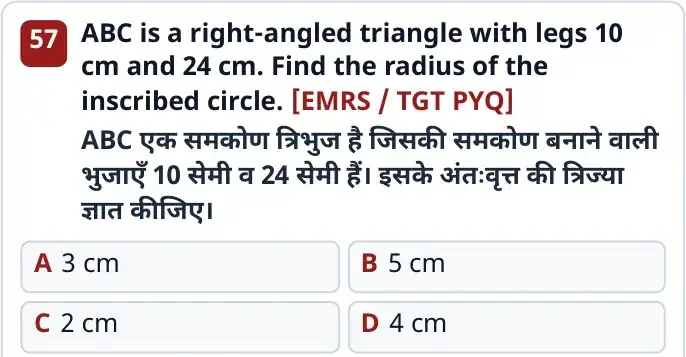 57 ABC is a right-angled triangle with legs 10
cm and 24 cm. Find the radius of the
inscribed circle. [EMRS / TGT PYQ]
ABC एक समकोण त्रिभुज है जिसकी समकोण बनाने वाली
भुजाएँ 10 सेमी व 24 सेमी हैं। इसके अंतःवृत्त की त्रिज्या
ज्ञात कीजिए।
A 3 cm
B 5 cm
C 2 cm
D 4 cm